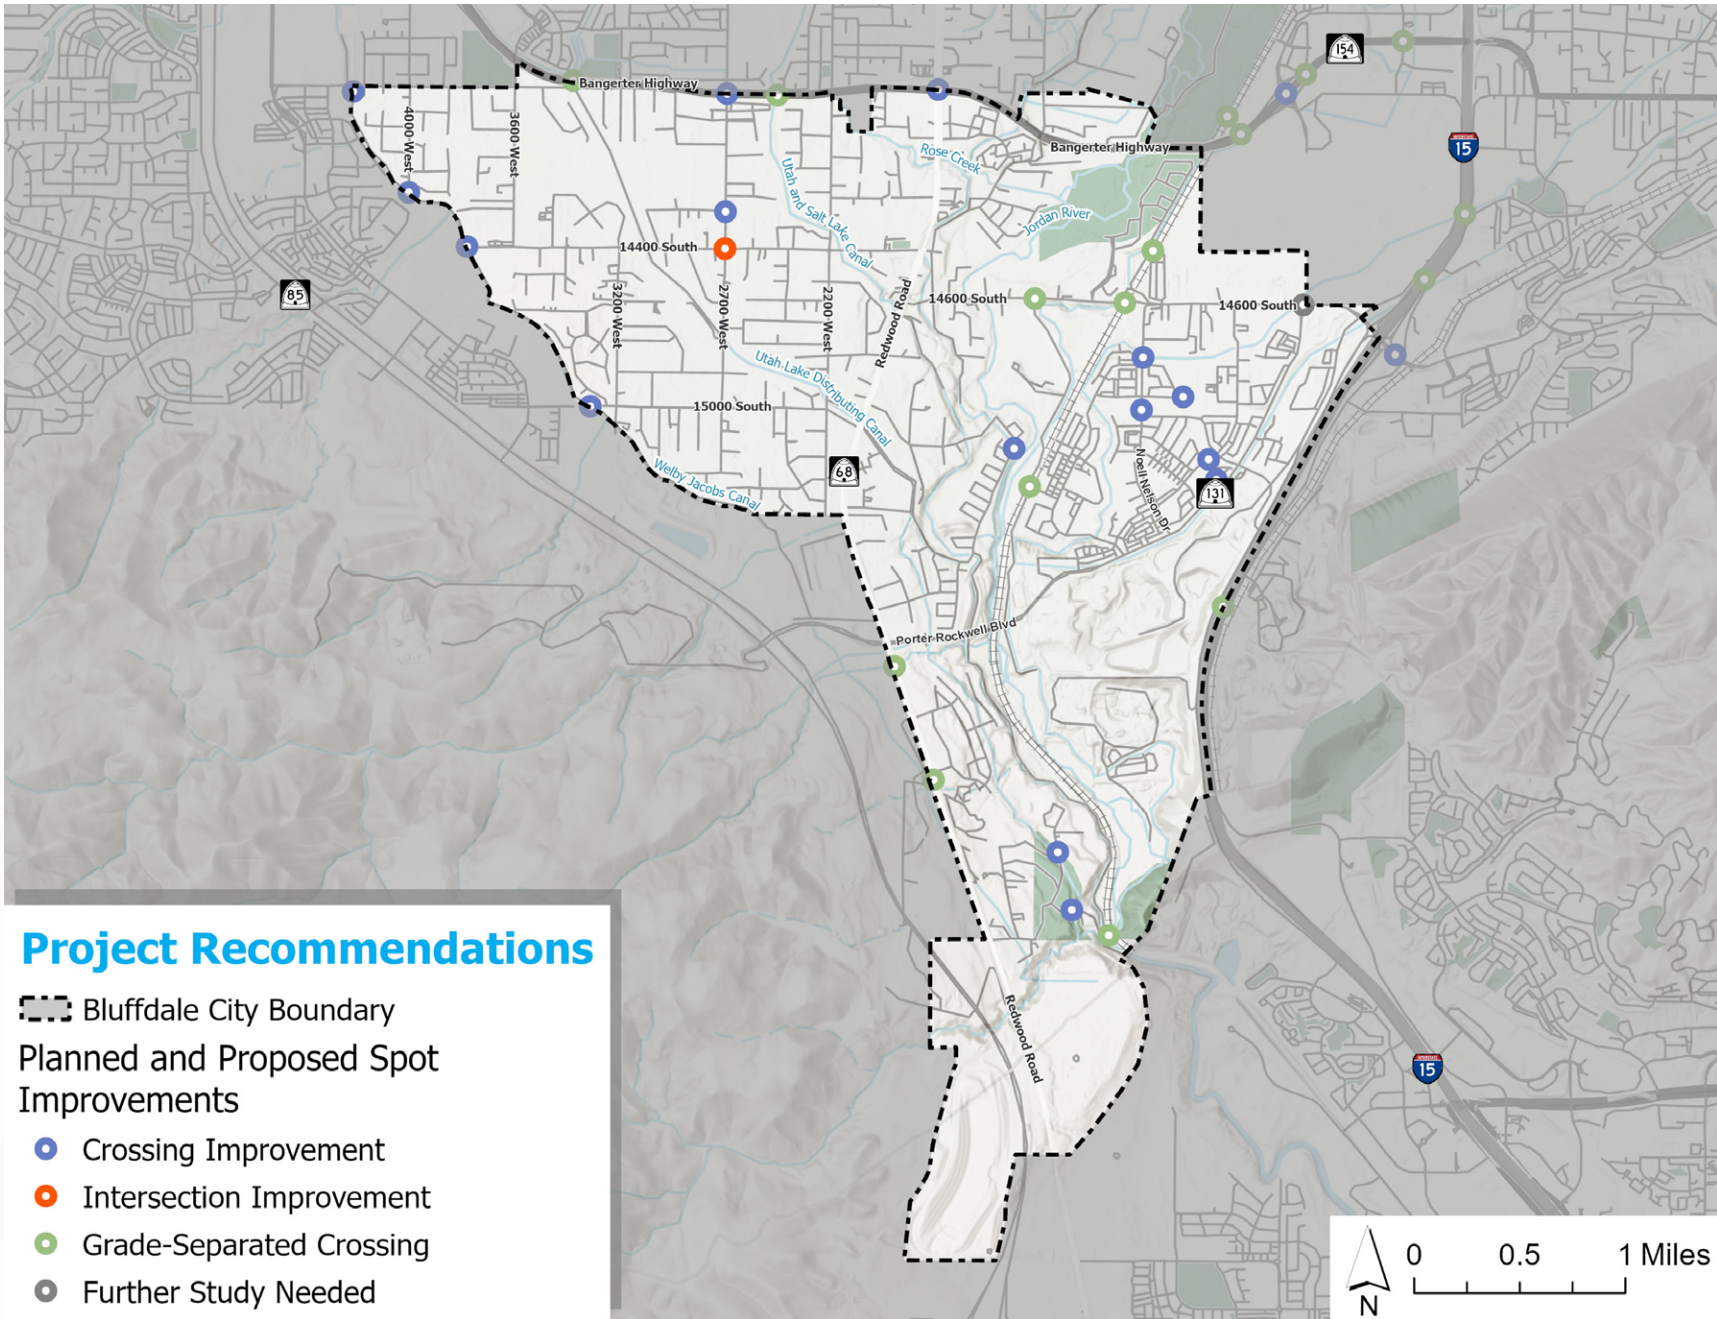 154
Bangerter Highway
4000 West
3600 West
Rose Creek
Bangerter Highway
15
Utah and Salt Lake Canal
Jordan River
14400 South
85
3200 West
2700 West
2200 West
Redwood Road
14600 South
14600 South
Utah Lake Distributing Canal
15000 South
Welby Jacobs Canal
68
Noell Nelson Dr
131
Porter Rockwell Blvd
Redwood Road
15
Project Recommendations
Bluffdale City Boundary
Planned and Proposed Spot
Improvements
Crossing Improvement
Intersection Improvement
Grade-Separated Crossing
Further Study Needed
N
0 0.5 1 Miles